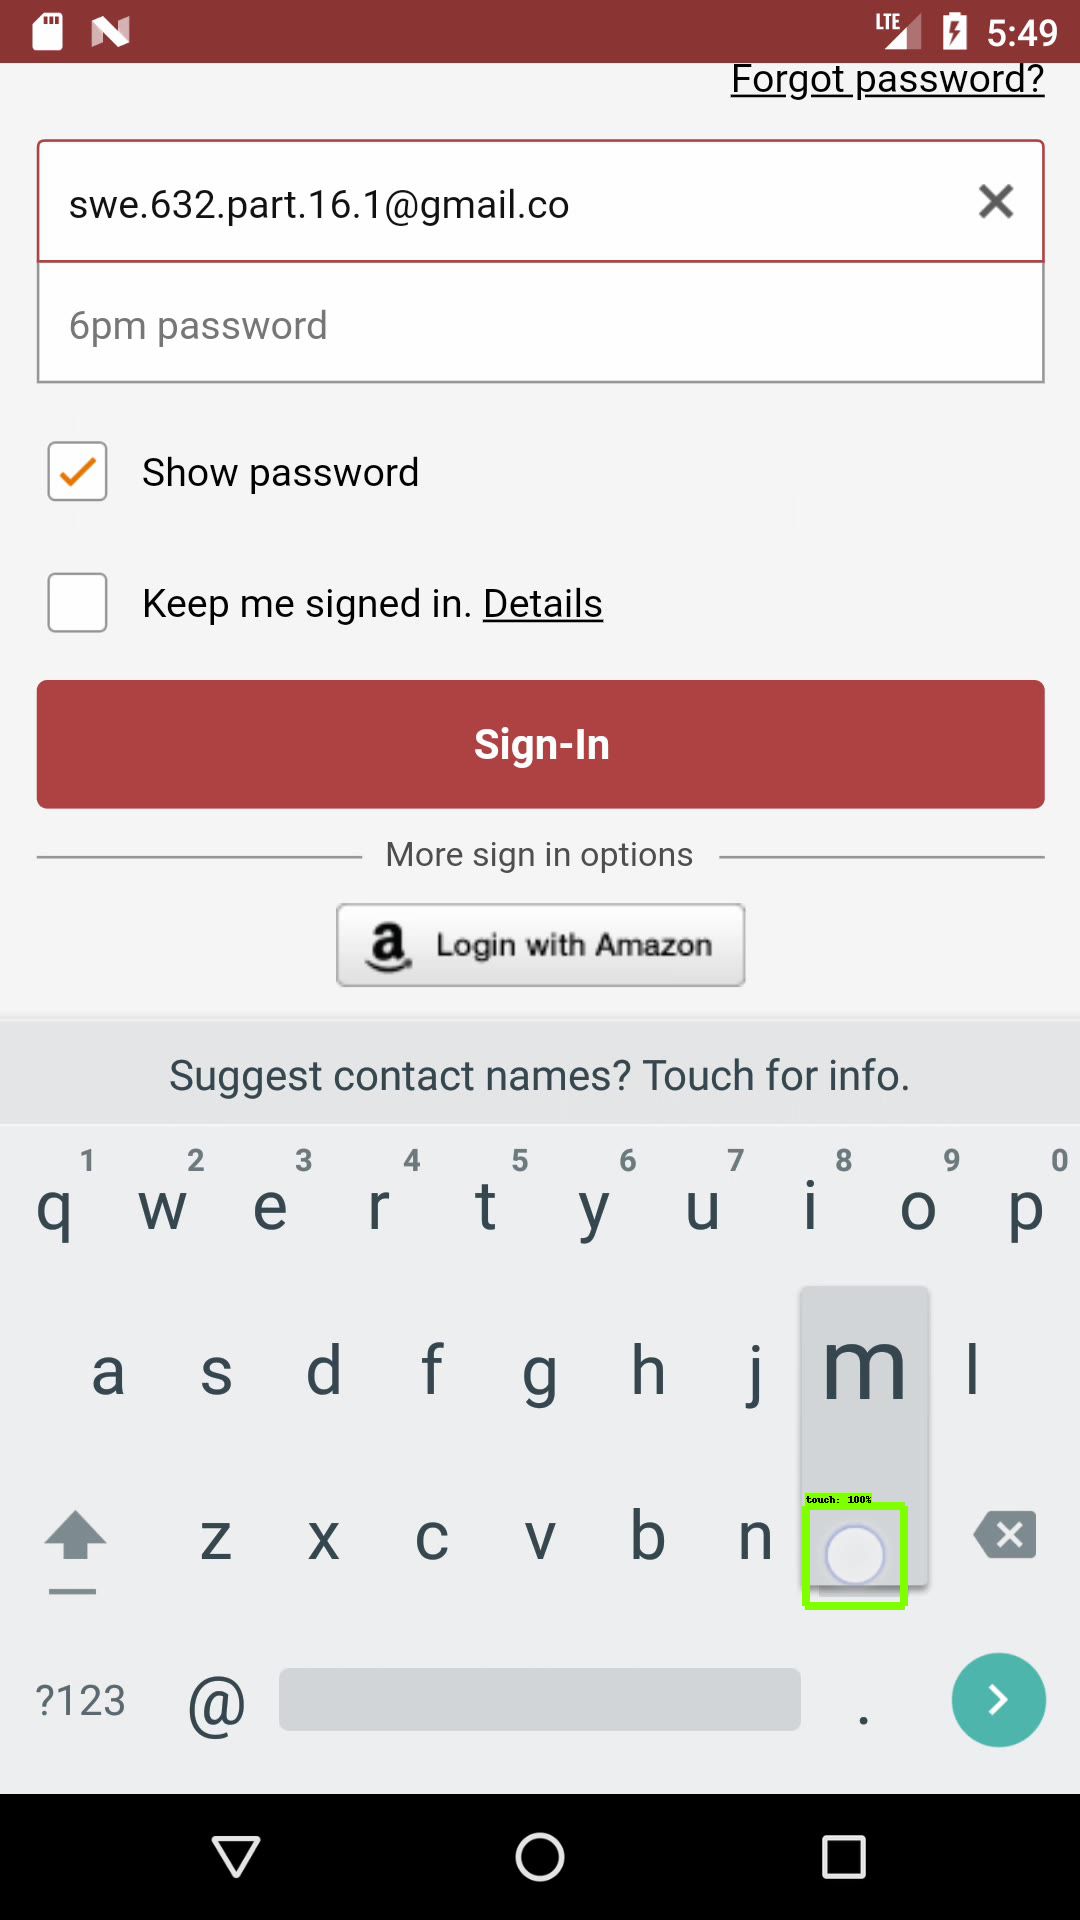 LTE 5:49
Forgot password?
swe.632.part.16.1@gmail.co
6pm password
Show password
Keep me signed in. Details
Sign-In
More sign in options
a Login with Amazon
Suggest contact names? Touch for info.
1 2 3 4 5 6 7 8 9 0
q w e r t y u i o p
a s d f g h j m l
touch: 100%
z x c v b n
?123 @ .